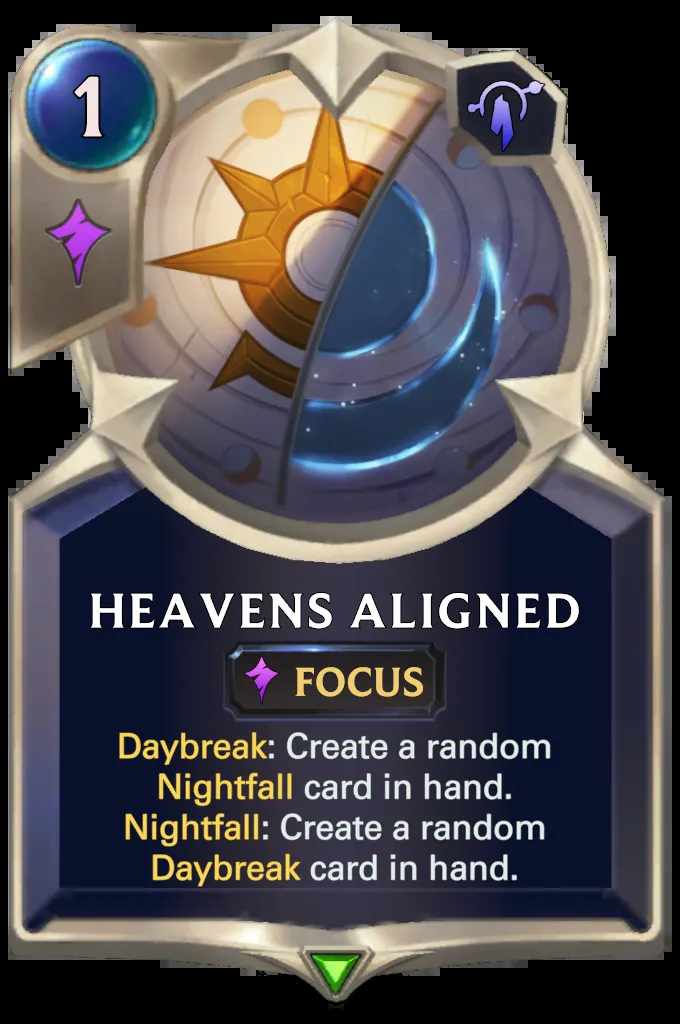 1
HEAVENS ALIGNED
FOCUS
Daybreak: Create a random
Nightfall card in hand.
Nightfall: Create a random
Daybreak card in hand.